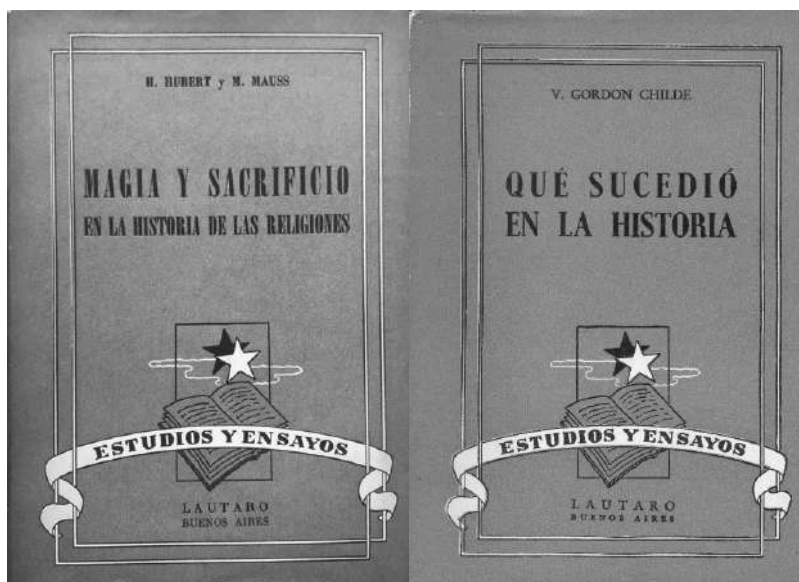 H. HUBERT y M. MAUSS
MAGIA Y SACRIFICIO
EN LA HISTORIA DE LAS RELIGIONES
ESTUDIOS Y ENSAYOS
LAUTARO
BUENOS AIRES
V. GORDON CHILDE
QUÉ SUCEDIÓ
EN LA HISTORIA
ESTUDIOS Y ENSAYOS
LAUTARO
BUENOS AIRES